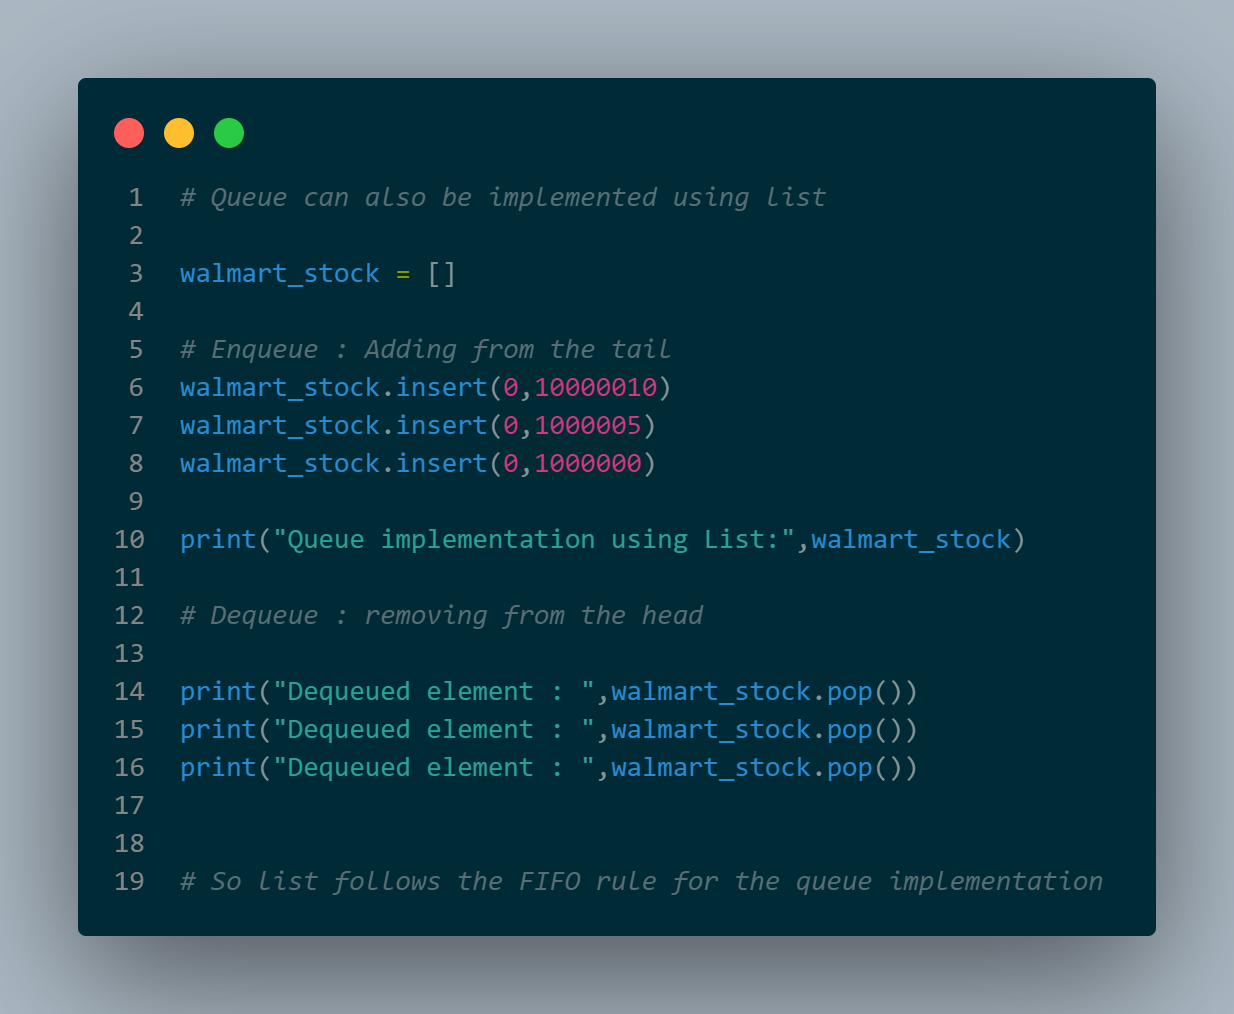 1 # Queue can also be implemented using list
2
3 walmart_stock = []
4
5 # Enqueue : Adding from the tail
6 walmart_stock.insert(0,10000010)
7 walmart_stock.insert(0,1000005)
8 walmart_stock.insert(0,1000000)
9
10 print("Queue implementation using List:",walmart_stock)
11
12 # Dequeue : removing from the head
13
14 print("Dequeued element : ",walmart_stock.pop())
15 print("Dequeued element : ",walmart_stock.pop())
16 print("Dequeued element : ",walmart_stock.pop())
17
18
19 # So list follows the FIFO rule for the queue implementation